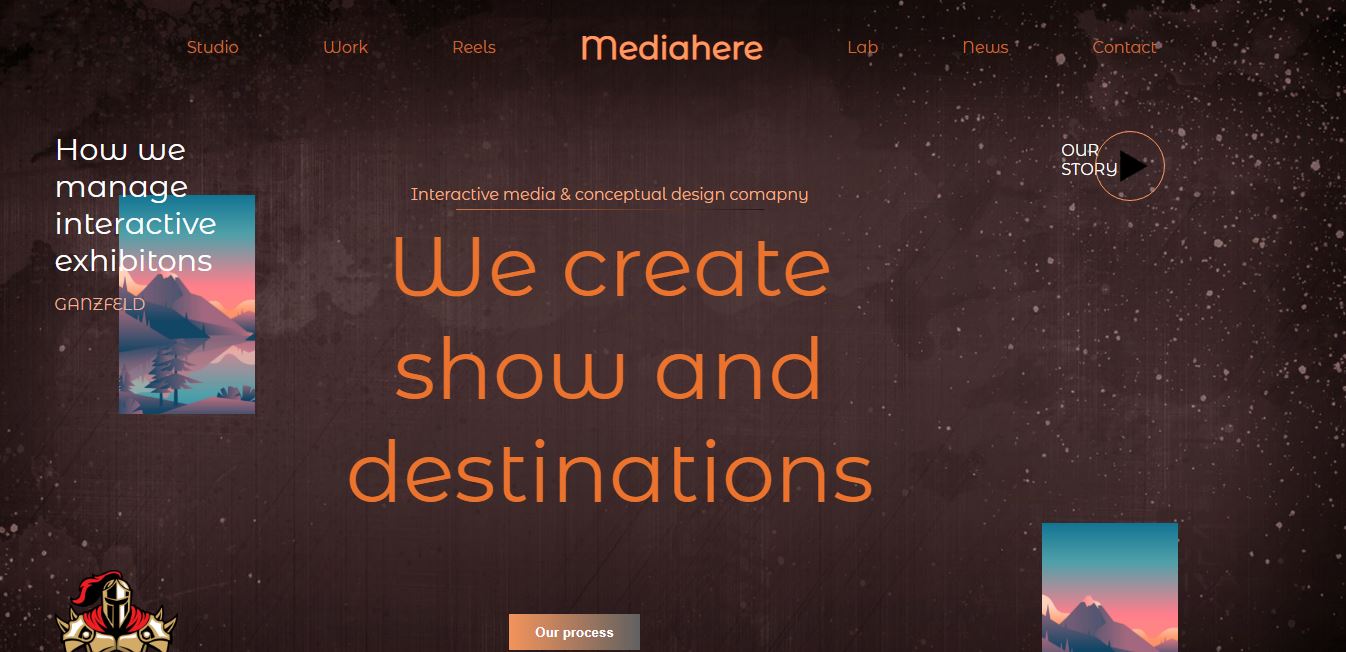 Studio Work Reels Mediahere Lab News Contact
How we
manage
interactive
exhibitons
GANZFELD
OUR
STORY
Interactive media & conceptual design comapny
We create
show and
destinations
Our process